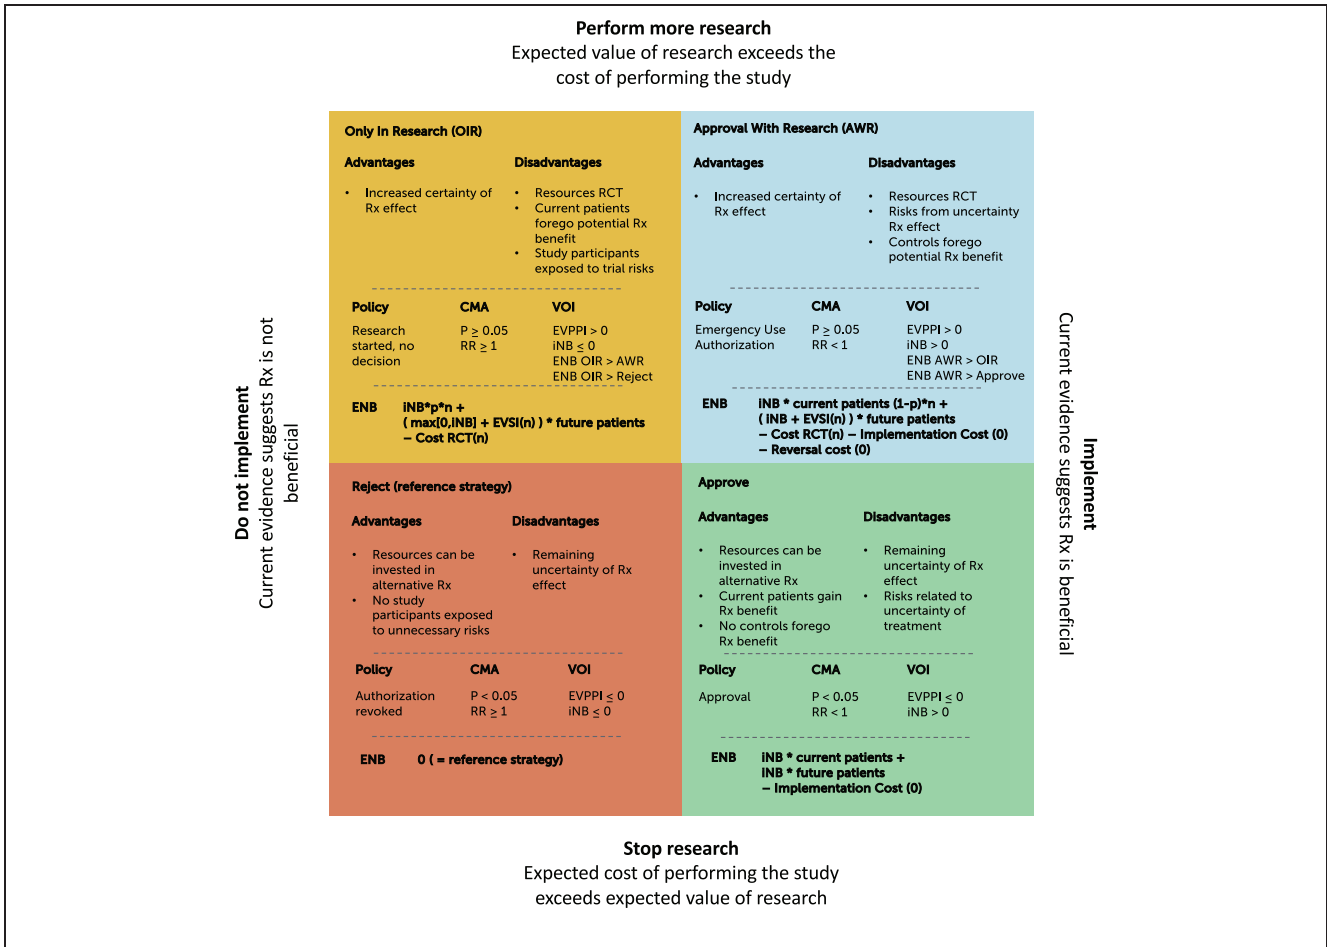 Perform more research
Expected value of research exceeds the
cost of performing the study
Do not implement
Current evidence suggests Rx is not
beneficial
Only In Research (OIR)
Advantages
Disadvantages
• Increased certainty of
Rx effect
• Resources RCT
• Current patients
forego potential Rx
benefit
• Study participants
exposed to trial risks
Policy
CMA
VOI
Research
started, no
decision
P ≥ 0.05
RR ≥ 1
EVPPI > 0
iNB ≤ 0
ENB OIR > AWR
ENB OIR > Reject
ENB
iNB*p*n +
( max[0,iNB] + EVSI(n) ) * future patients
– Cost RCT(n)
Approval With Research (AWR)
Advantages
Disadvantages
• Increased certainty of
Rx effect
• Resources RCT
• Risks from uncertainty
Rx effect
• Controls forego
potential Rx benefit
Policy
CMA
VOI
Emergency Use
Authorization
P ≥ 0.05
RR < 1
EVPPI > 0
iNB > 0
ENB AWR > OIR
ENB AWR > Approve
ENB
iNB * current patients (1-p)*n +
( iNB + EVSI(n) ) * future patients
– Cost RCT(n) – Implementation Cost (0)
– Reversal cost (0)
Reject (reference strategy)
Advantages
Disadvantages
• Resources can be
invested in
alternative Rx
• No study
participants exposed
to unnecessary risks
• Remaining
uncertainty of Rx
effect
Policy
CMA
VOI
Authorization
revoked
P < 0.05
RR ≥ 1
EVPPI ≤ 0
iNB ≤ 0
ENB
0 ( = reference strategy)
Approve
Advantages
Disadvantages
• Resources can be
invested in
alternative Rx
• Current patients gain
Rx benefit
• No controls forego
Rx benefit
• Remaining
uncertainty of Rx
effect
• Risks related to
uncertainty of
treatment
Policy
CMA
VOI
Approval
P < 0.05
RR < 1
EVPPI ≤ 0
iNB > 0
ENB
iNB * current patients +
iNB * future patients
– Implementation Cost (0)
Implement
Current evidence suggests Rx is beneficial
Stop research
Expected cost of performing the study
exceeds expected value of research